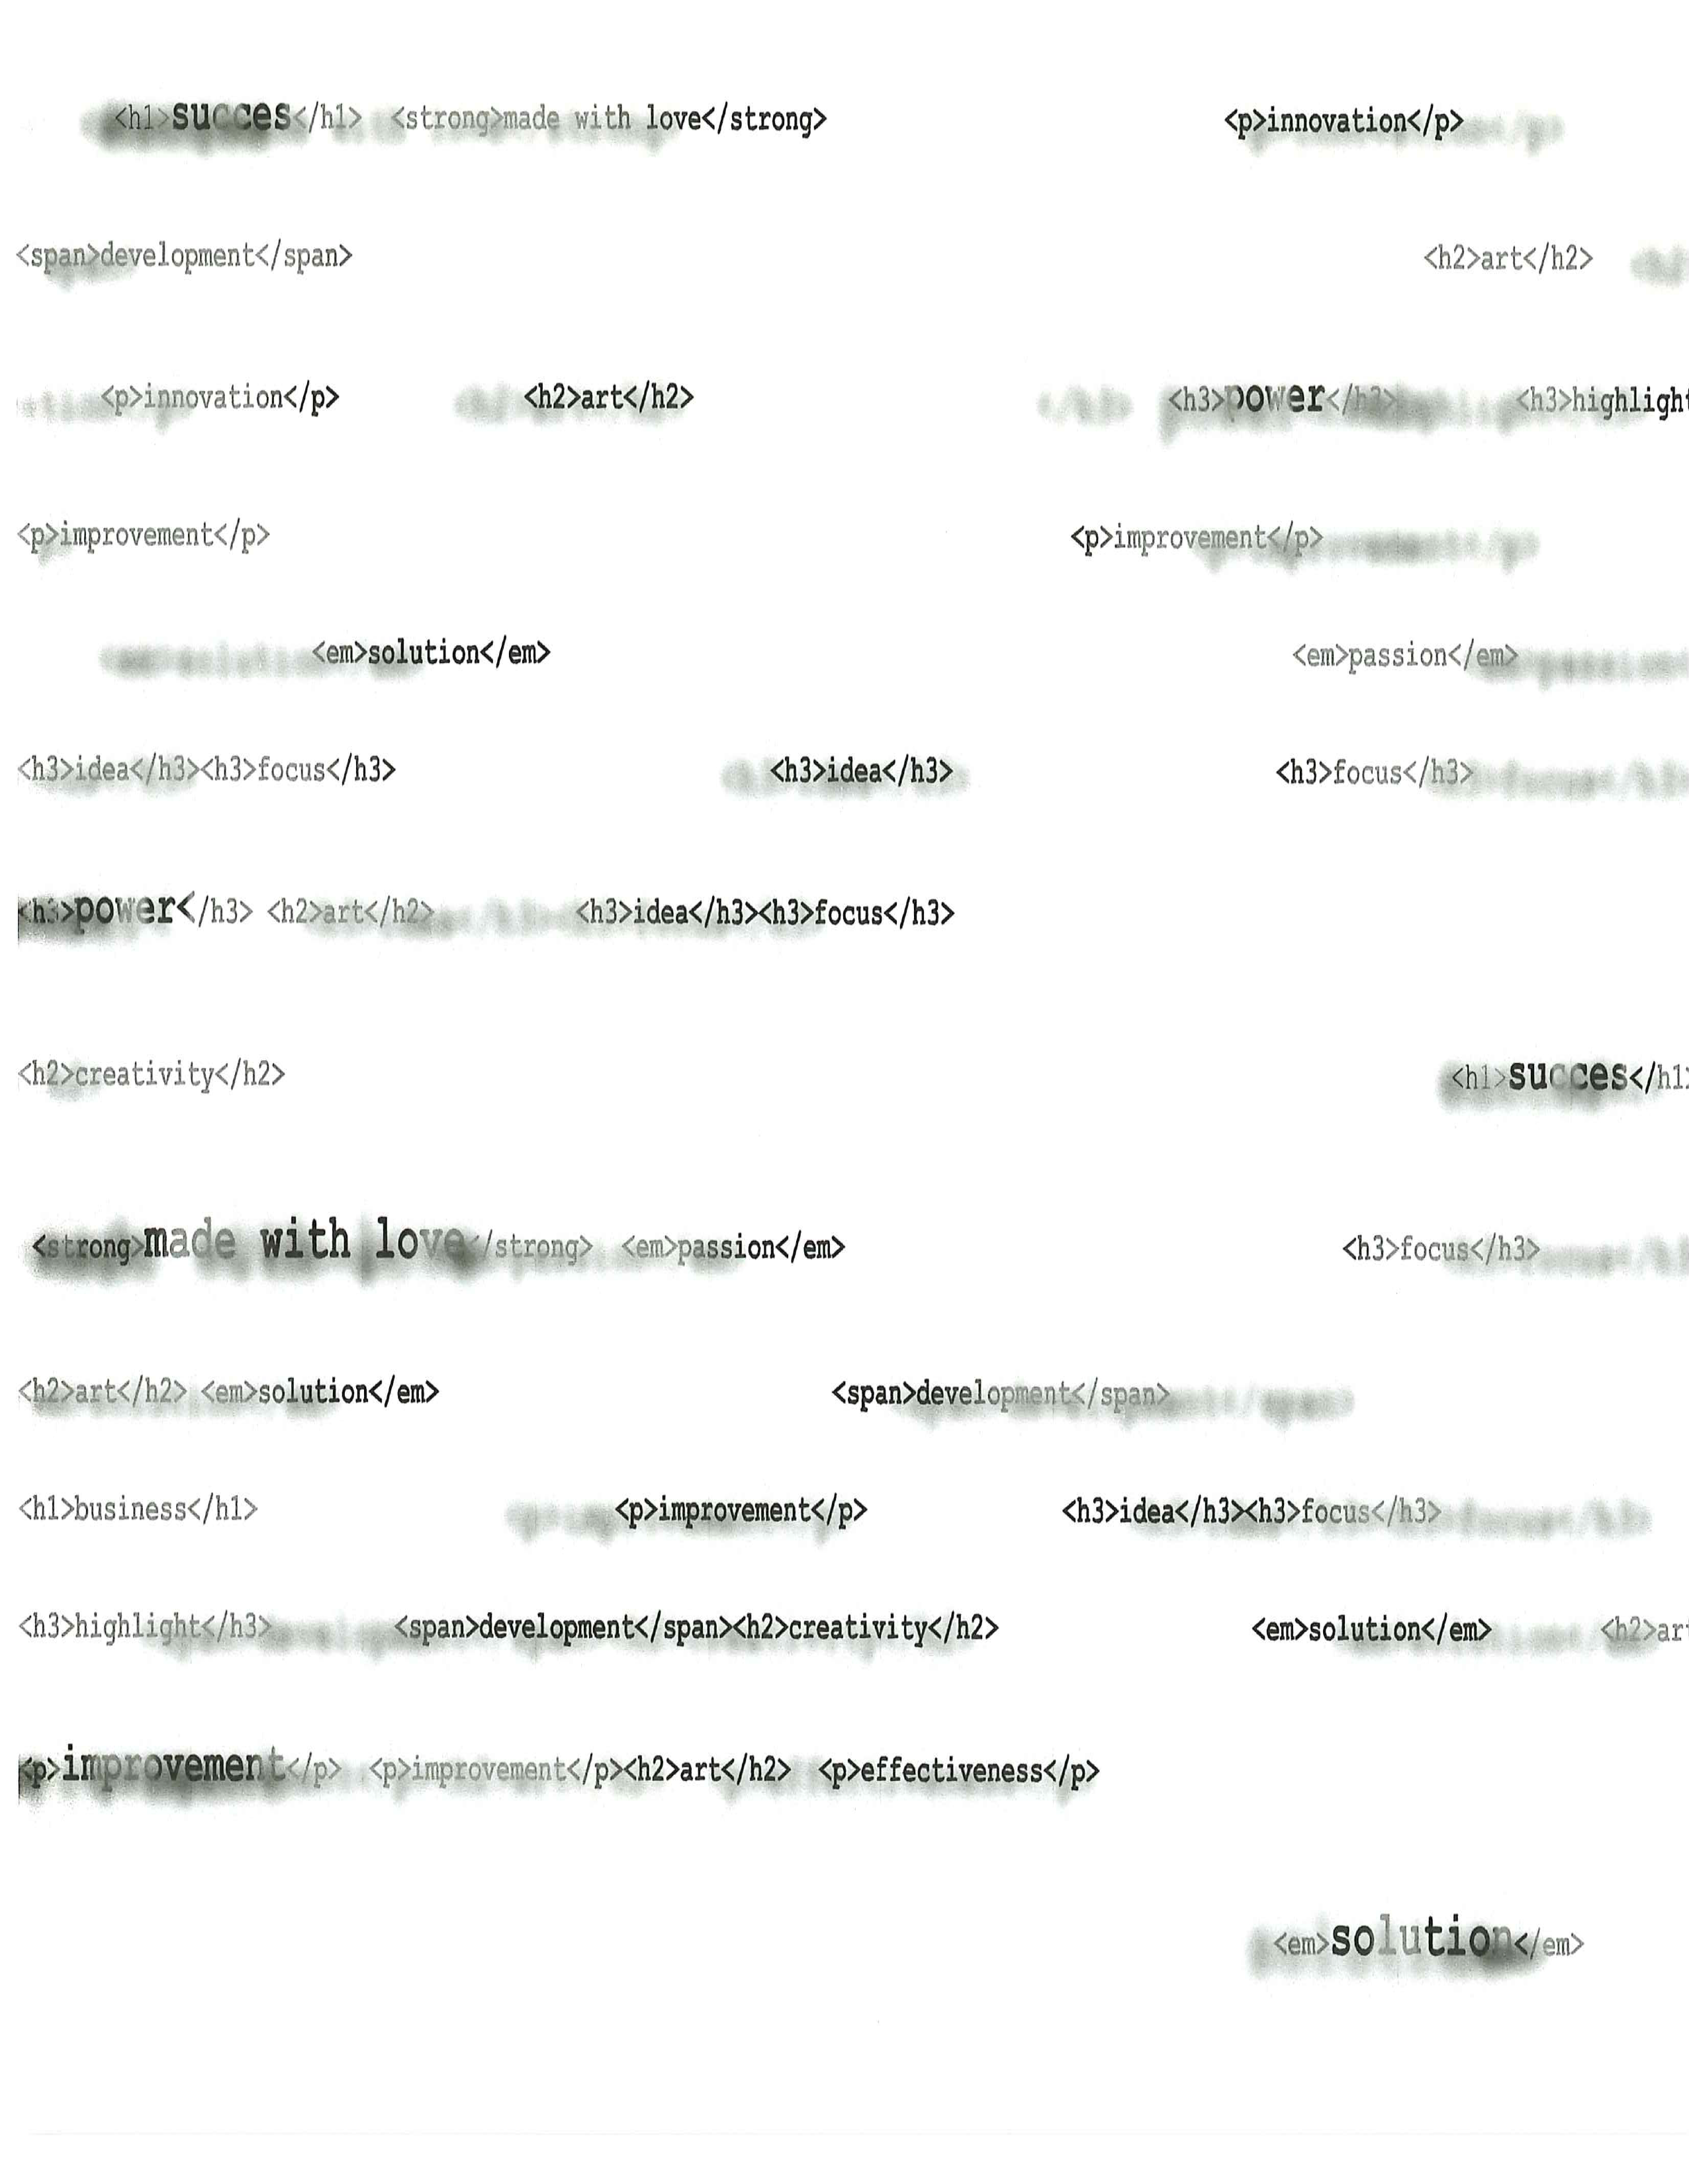 <h1>succes</h1> <strong>made with love</strong> <p>innovation</p>
<span>development</span> <h2>art</h2>
<p>innovation</p> <h2>art</h2> <h3>power</h3> <h3>highlight
<p>improvement</p> <p>improvement</p>
<em>solution</em> <em>passion</em>
<h3>idea</h3><h3>focus</h3> <h3>idea</h3> <h3>focus</h3>
<h3>power</h3> <h2>art</h2> <h3>idea</h3><h3>focus</h3>
<h2>creativity</h2> <h1>succes</h1>
<strong>made with love</strong> <em>passion</em> <h3>focus</h3>
<h2>art</h2> <em>solution</em> <span>development</span>
<h1>business</h1> <p>improvement</p> <h3>idea</h3><h3>focus</h3>
<h3>highlight</h3> <span>development</span><h2>creativity</h2> <em>solution</em> <h2>art
<p>improvement</p> <p>improvement</p><h2>art</h2> <p>effectiveness</p>
<em>solution</em>